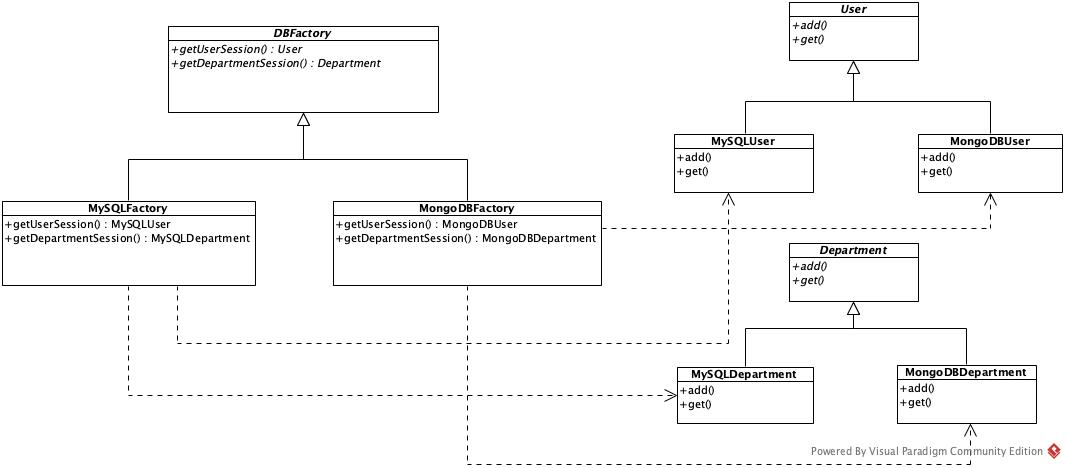 DBFactory
+getUserSession() : User
+getDepartmentSession() : Department
User
+add()
+get()
MySQLUser
+add()
+get()
MongoDBUser
+add()
+get()
MySQLFactory
+getUserSession() : MySQLUser
+getDepartmentSession() : MySQLDepartment
MongoDBFactory
+getUserSession() : MongoDBUser
+getDepartmentSession() : MongoDBDepartment
Department
+add()
+get()
MySQLDepartment
+add()
+get()
MongoDBDepartment
+add()
+get()
Powered By Visual Paradigm Community Edition